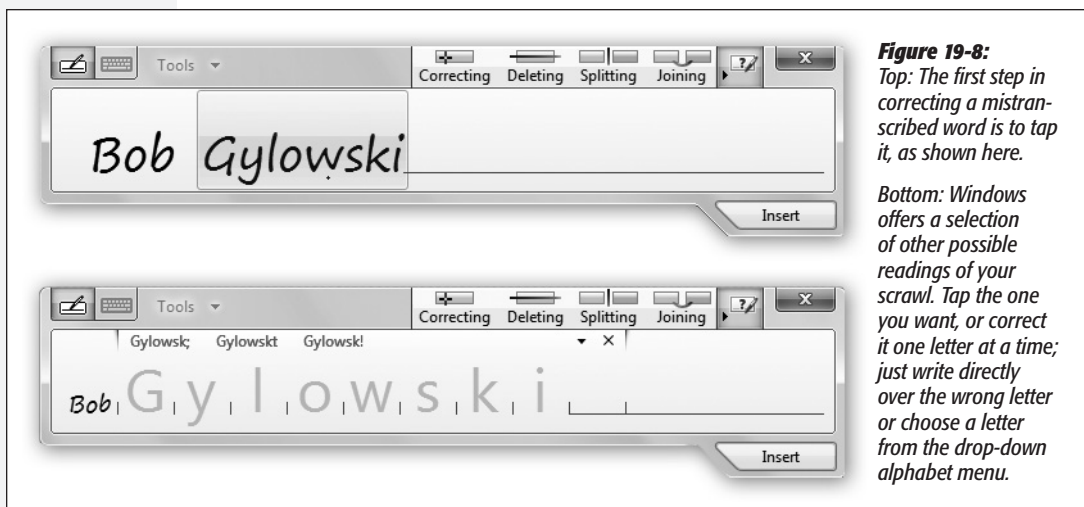 Tools
Correcting Deleting Splitting Joining
Bob Gylowski
Insert
Tools
Correcting Deleting Splitting Joining
Gylowsk; Gylowskt Gylowsk!
Bob Gylowski
Insert
Figure 19-8:
Top: The first step in
correcting a mistran-
scribed word is to tap
it, as shown here.
Bottom: Windows
offers a selection
of other possible
readings of your
scrawl. Tap the one
you want, or correct
it one letter at a time;
just write directly
over the wrong letter
or choose a letter
from the drop-down
alphabet menu.